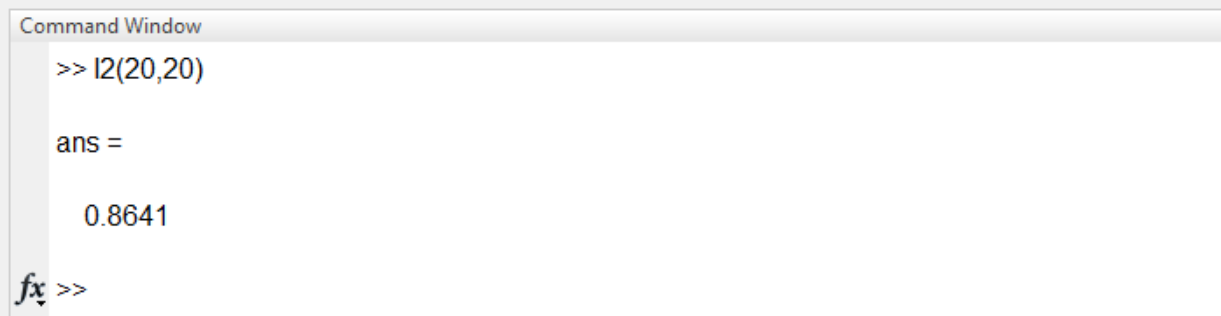 Command Window
>> I2(20,20)
ans =
0.8641
fx >>